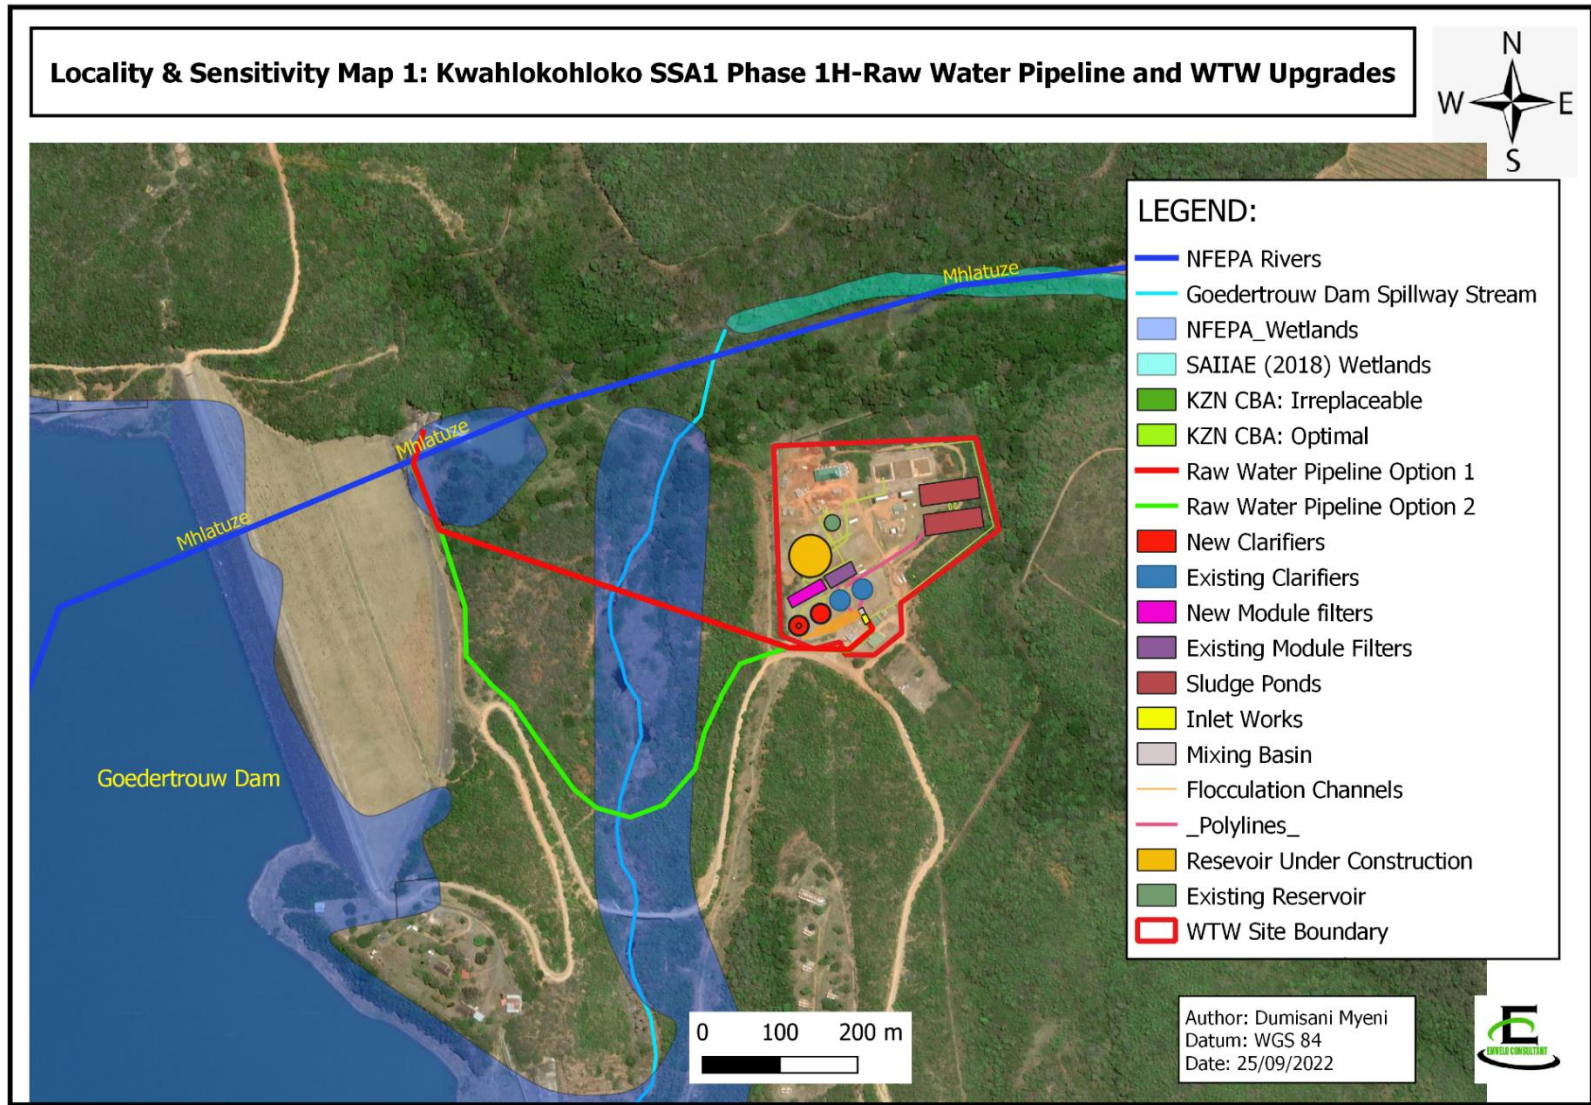 Locality & Sensitivity Map 1: Kwahlokohloko SSA1 Phase 1H-Raw Water Pipeline and WTW Upgrades
N
W
E
S
LEGEND:
NFEPA Rivers
Goedertrouw Dam Spillway Stream
NFEPA_Wetlands
SAIIAE (2018) Wetlands
KZN CBA: Irreplaceable
KZN CBA: Optimal
Raw Water Pipeline Option 1
Raw Water Pipeline Option 2
New Clarifiers
Existing Clarifiers
New Module filters
Existing Module Filters
Sludge Ponds
Inlet Works
Mixing Basin
Flocculation Channels
_Polylines_
Resevoir Under Construction
Existing Reservoir
WTW Site Boundary
Mhlatuze
Mhlatuze
Mhlatuze
Goedertrouw Dam
0 100 200 m
Author: Dumisani Myeni
Datum: WGS 84
Date: 25/09/2022
E
EMVELO CONSULTANT